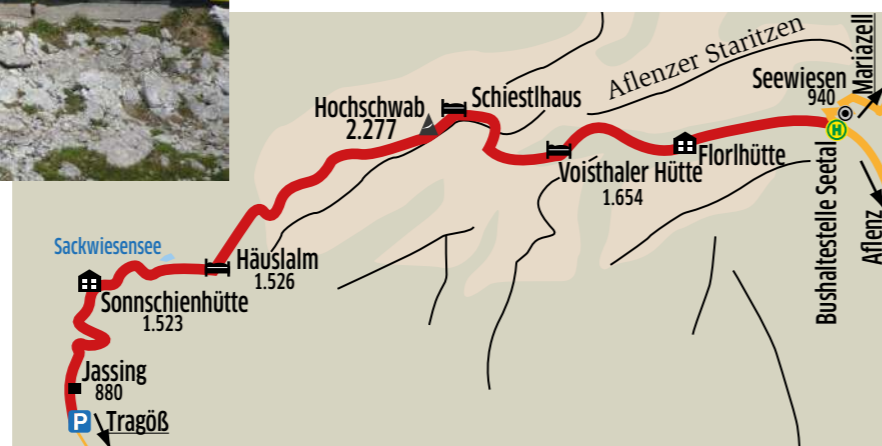 Aflenzer Staritzen
Mariazell
Seewiesen
940
Hochschwab
2.277
Schiestlhaus
H
Voisthaler Hütte
1.654
Florlhütte
Bushaltestelle Seetal
Aflenz
Sackwiesensee
Häuslalm
1.526
Sonnschienhütte
1.523
Jassing
880
P
Tragöß